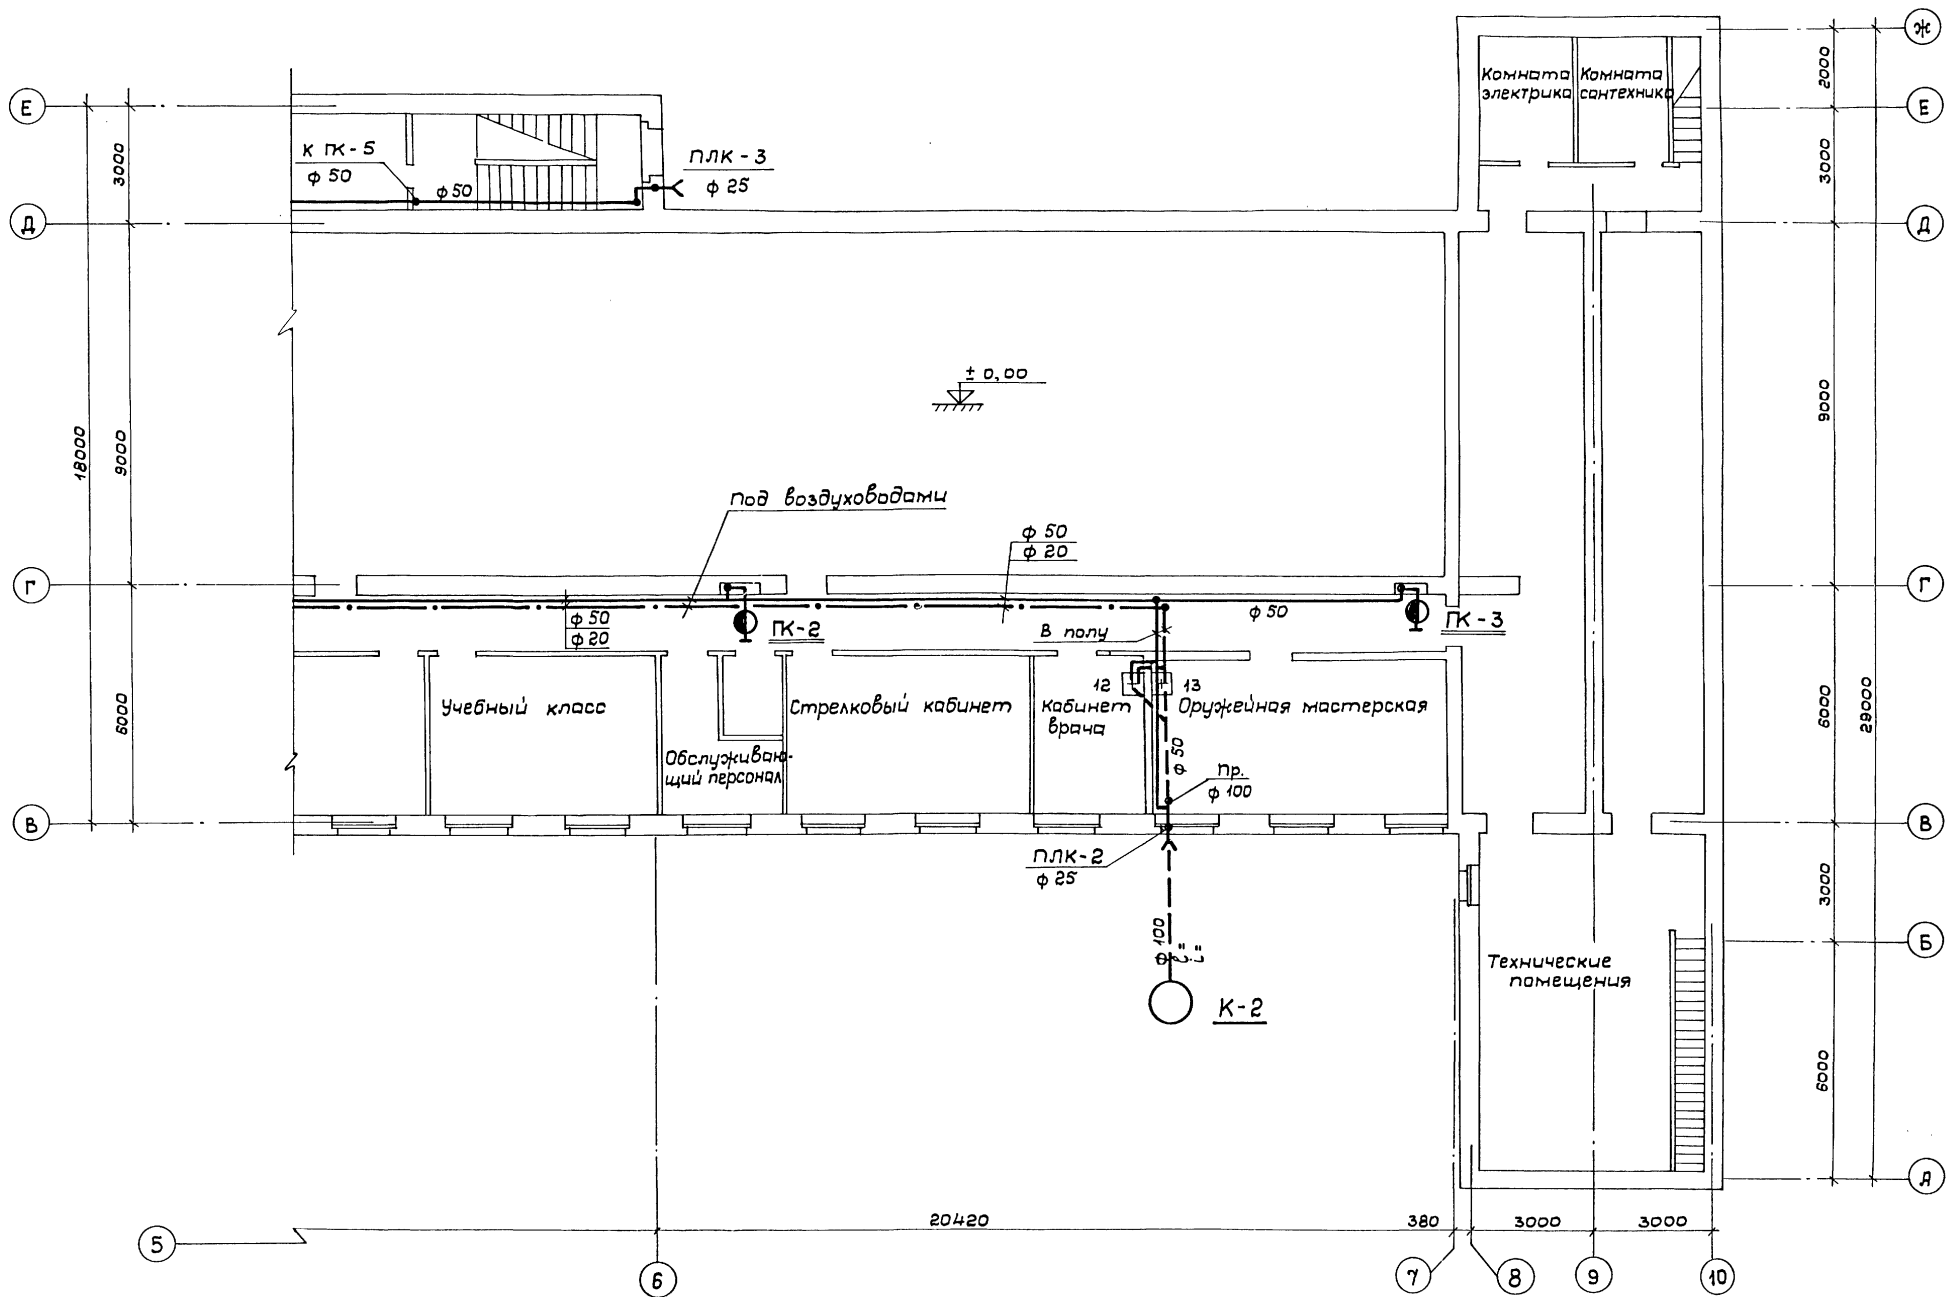 Ж
Е
Комната Комната
электрика сантехника
2000
Е
3000
К ПК-5
ф 50
ф50
ПЛК-3
ф 25
3000
Д
Д
± 0,00
18000
9000
9000
Под воздуховодами
ф 50
ф 20
Г
Г
ф 50
ф 20
ПК-2
В полу
ф 50
ПК-3
12
13
6000
Учебный класс
Стрелковый кабинет
Кабинет
врача
Оружейная мастерская
6000
29000
Обслуживаю-
щий персонал
ф 50
Пр.
ф 100
В
В
ПЛК-2
ф 25
3000
ф 100
ℓ =
i =
Б
Технические
помещения
К-2
6000
А
20420
380
3000
3000
5
6
7
8
9
10